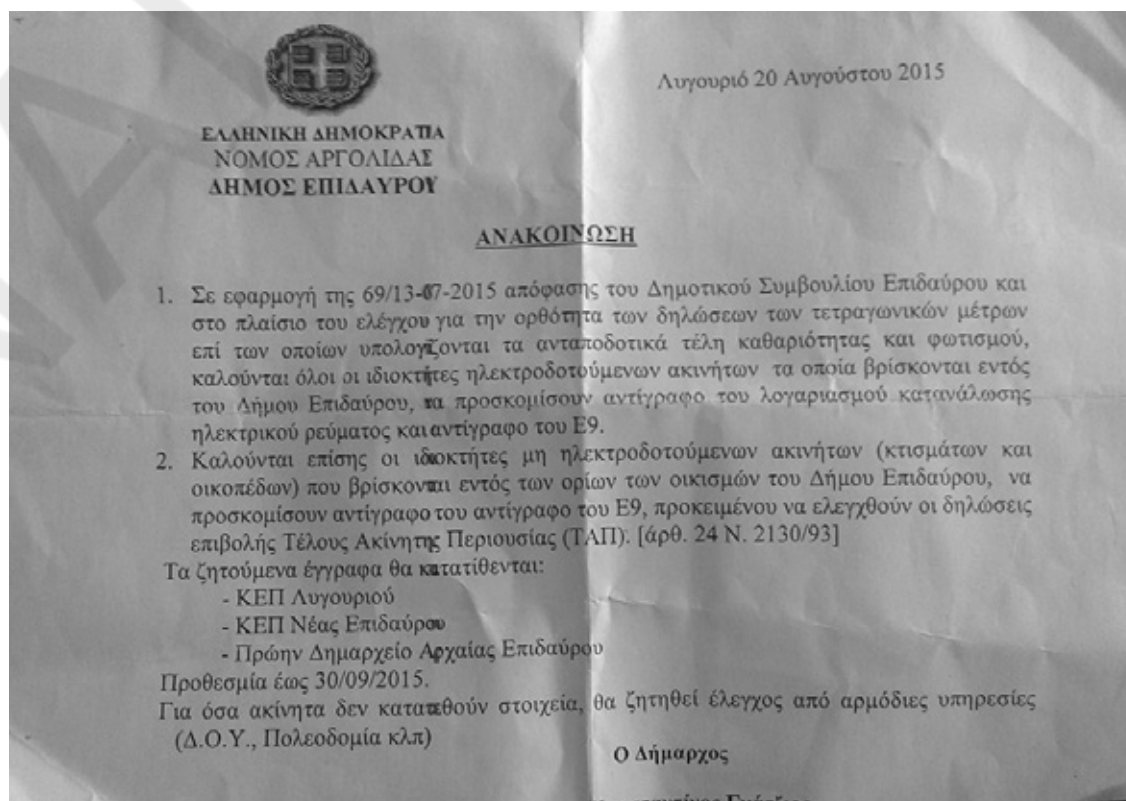 Λυγουριό 20 Αυγούστου 2015
ΕΛΛΗΝΙΚΗ ΔΗΜΟΚΡΑΤΙΑ
ΝΟΜΟΣ ΑΡΓΟΛΙΔΑΣ
ΔΗΜΟΣ ΕΠΙΔΑΥΡΟΥ
ΑΝΑΚΟΙΝΩΣΗ
1. Σε εφαρμογή της 69/13-07-2015 απόφασης του Δημοτικού Συμβουλίου Επιδαύρου και
στο πλαίσιο του ελέγχου για την ορθότητα των δηλώσεων των τετραγωνικών μέτρων
επί των οποίων υπολογίζονται τα ανταποδοτικά τέλη καθαριότητας και φωτισμού,
καλούνται όλοι οι ιδιοκτήτες ηλεκτροδοτούμενων ακινήτων τα οποία βρίσκονται εντός
του Δήμου Επιδαύρου, να προσκομίσουν αντίγραφο του λογαριασμού κατανάλωσης
ηλεκτρικού ρεύματος και αντίγραφο του Ε9.
2. Καλούνται επίσης οι ιδιοκτήτες μη ηλεκτροδοτούμενων ακινήτων (κτισμάτων και
οικοπέδων) που βρίσκονται εντός των ορίων των οικισμών του Δήμου Επιδαύρου, να
προσκομίσουν αντίγραφο του αντίγραφο του Ε9, προκειμένου να ελεγχθούν οι δηλώσεις
επιβολής Τέλους Ακίνητης Περιουσίας (ΤΑΠ). [άρθ. 24 Ν. 2130/93]
Τα ζητούμενα έγγραφα θα κατατίθενται:
- ΚΕΠ Λυγουριού
- ΚΕΠ Νέας Επιδαύρου
- Πρώην Δημαρχείο Αρχαίας Επιδαύρου
Προθεσμία έως 30/09/2015.
Για όσα ακίνητα δεν κατατεθούν στοιχεία, θα ζητηθεί έλεγχος από αρμόδιες υπηρεσίες
(Δ.Ο.Υ., Πολεοδομία κλπ)
Ο Δήμαρχος